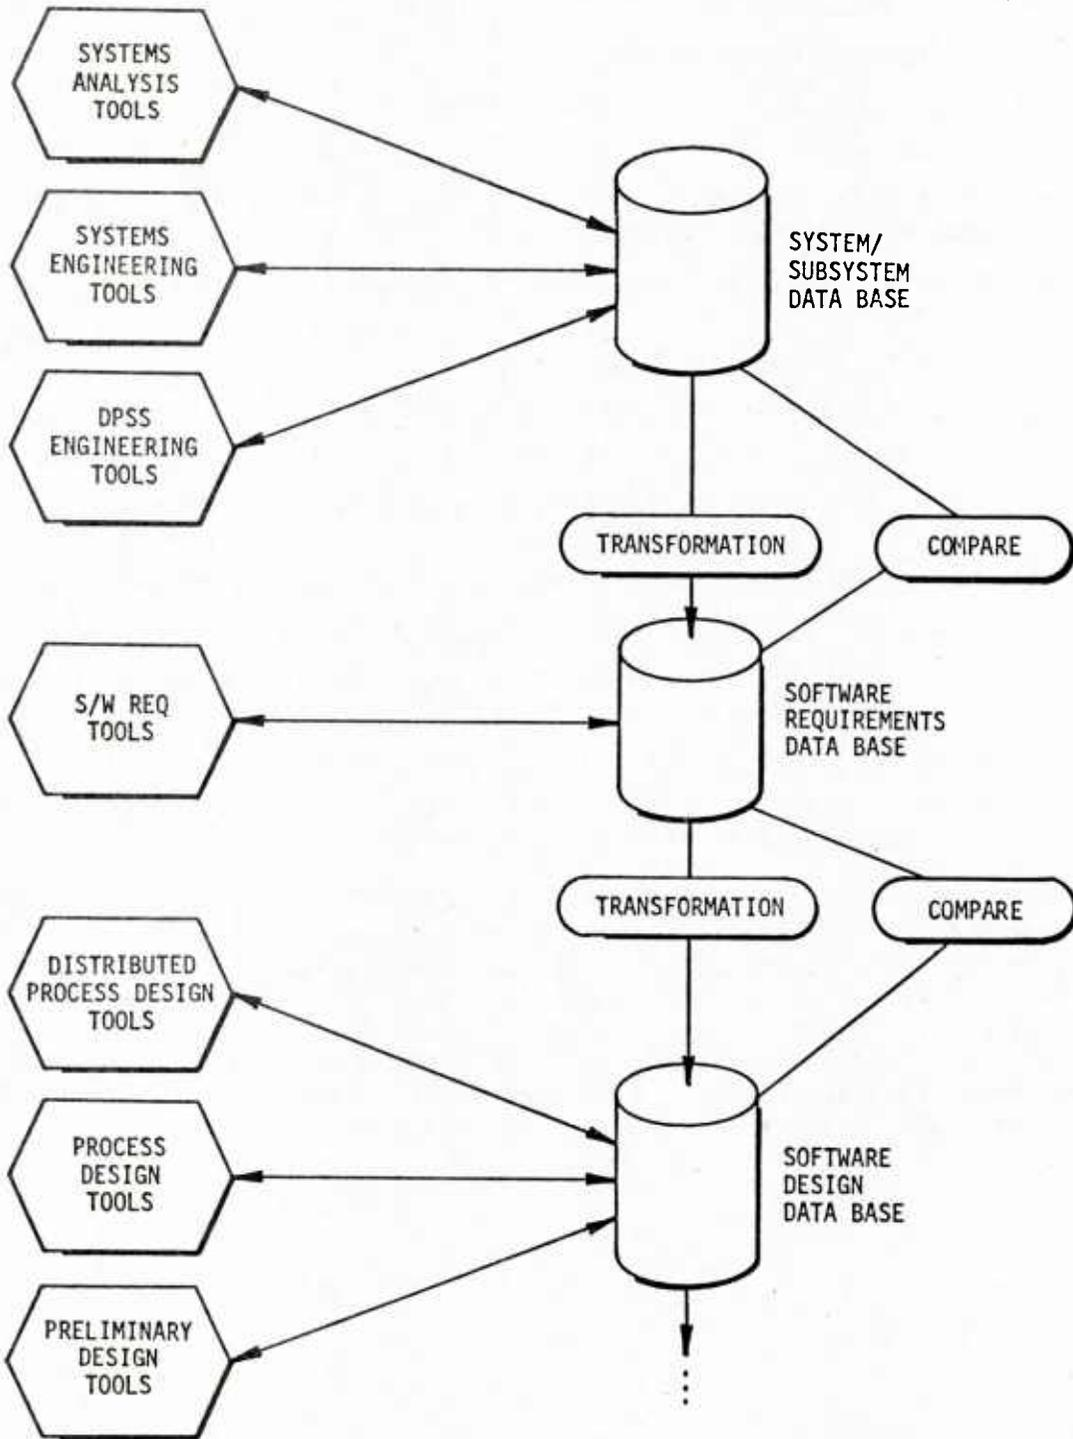 SYSTEMS
ANALYSIS
TOOLS
SYSTEMS
ENGINEERING
TOOLS
SYSTEM/
SUBSYSTEM
DATA BASE
DPSS
ENGINEERING
TOOLS
TRANSFORMATION
COMPARE
S/W REQ
TOOLS
SOFTWARE
REQUIREMENTS
DATA BASE
TRANSFORMATION
COMPARE
DISTRIBUTED
PROCESS DESIGN
TOOLS
PROCESS
DESIGN
TOOLS
SOFTWARE
DESIGN
DATA BASE
PRELIMINARY
DESIGN
TOOLS